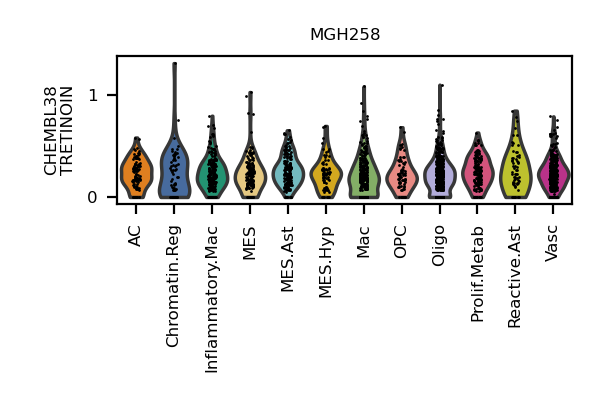 MGH258
CHEMBL38
TRETINOIN
1
0
AC
Chromatin.Reg
Inflammatory.Mac
MES
MES.Ast
MES.Hyp
Mac
OPC
Oligo
Prolif.Metab
Reactive.Ast
Vasc